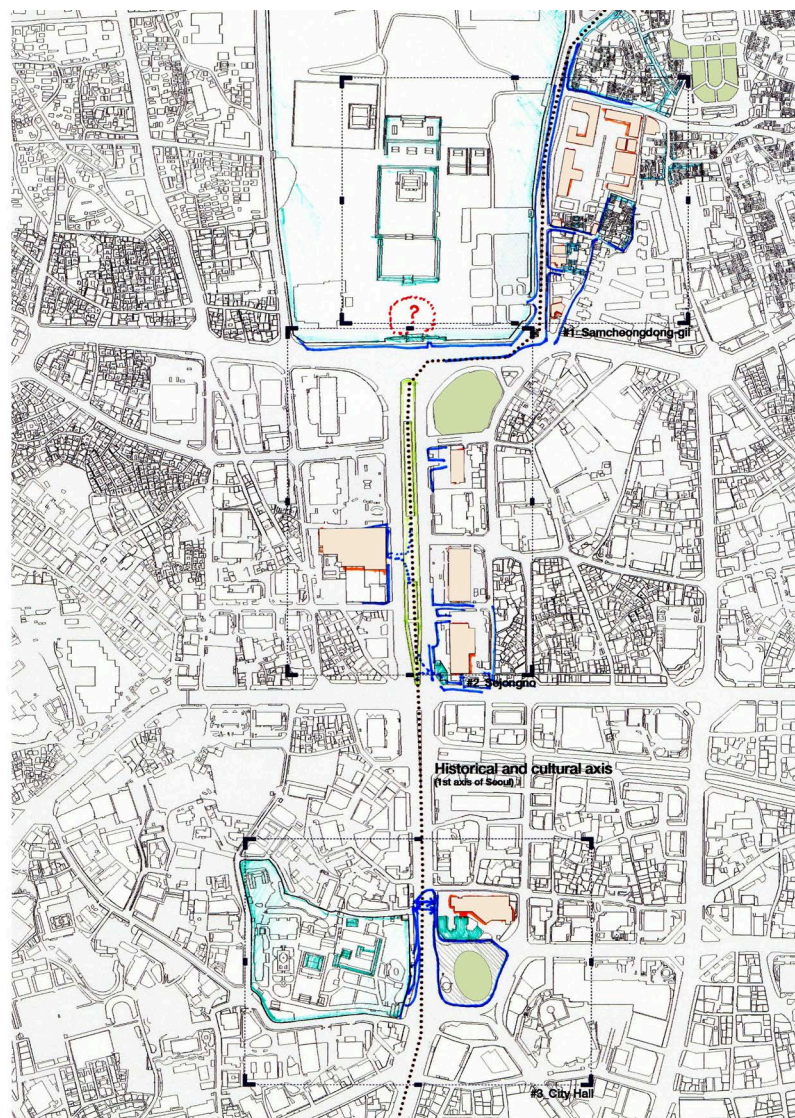 ?
#1_Samcheongdong-gil
#2_Sejongno
Historical and cultural axis
(1st axis of Seoul)
#3_City Hall